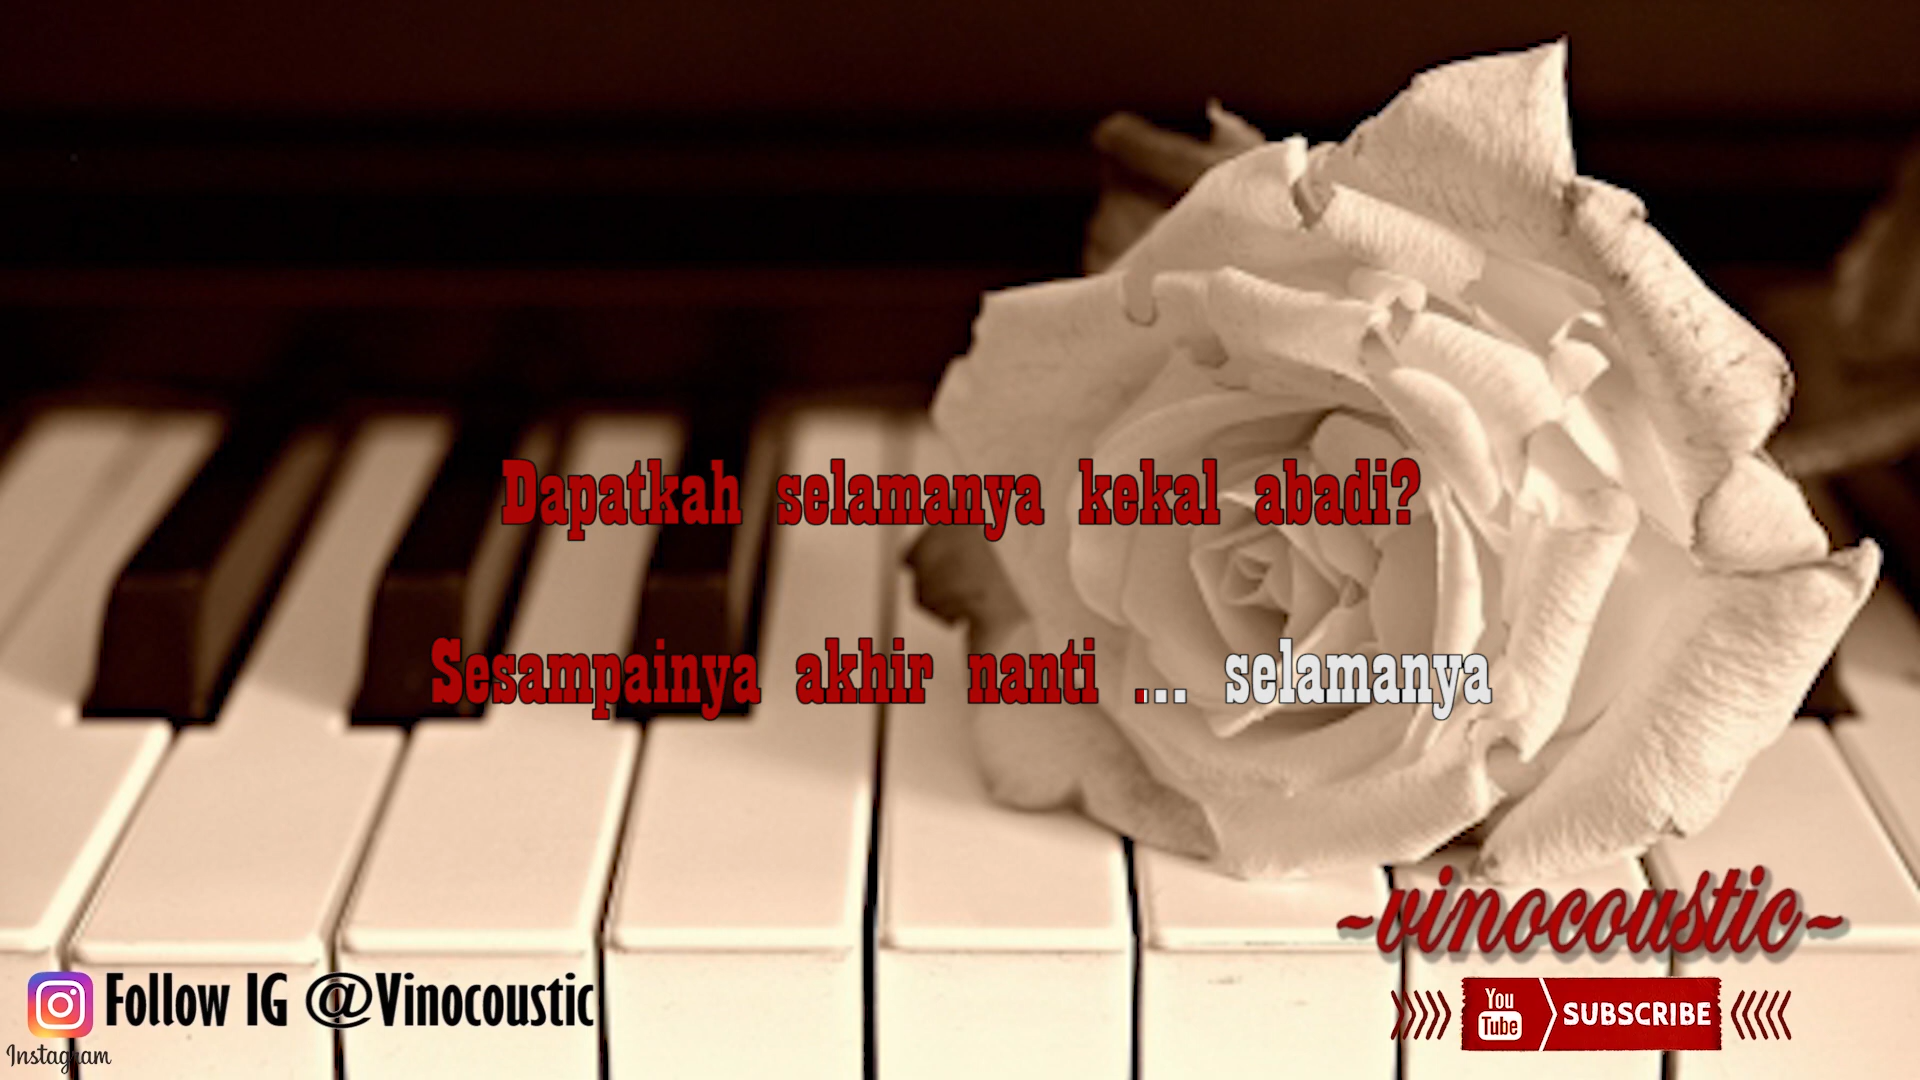 Dapatkah selamanya kekal abadi?
Sesampainya akhir nanti ... selamanya
~vinocoustic~
Follow IG @Vinocoustic
Instagram
You
Tube
SUBSCRIBE